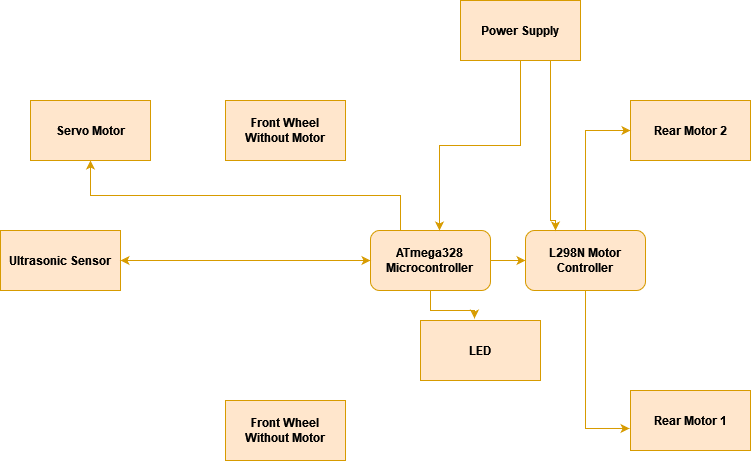 Power Supply
Servo Motor
Front Wheel
Without Motor
Rear Motor 2
Ultrasonic Sensor
ATmega328
Microcontroller
L298N Motor
Controller
LED
Front Wheel
Without Motor
Rear Motor 1